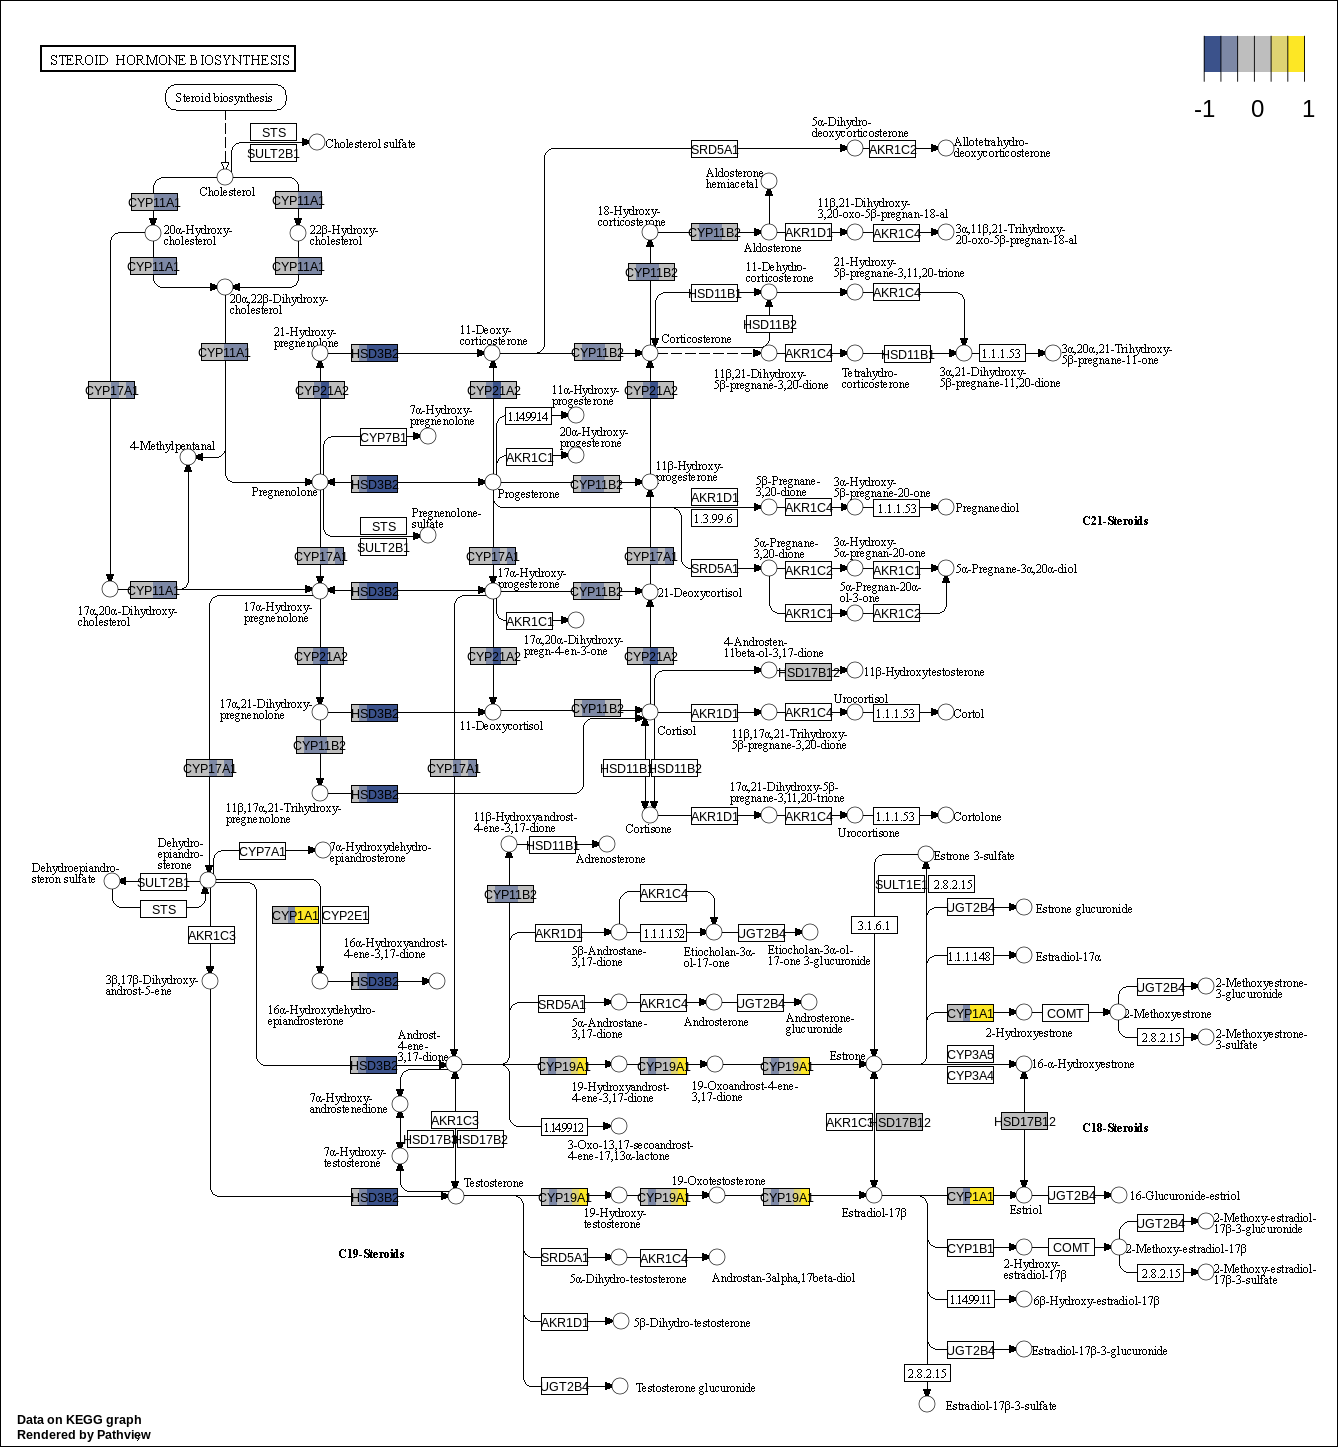 STEROID HORMONE BIOSYNTHESIS
-1 0 1
Steroid biosynthesis
STS
SULT2B1
Cholesterol sulfate
Cholesterol
CYP11A1
CYP11A1
20α-Hydroxy-
cholesterol
22β-Hydroxy-
cholesterol
CYP11A1
CYP11A1
20α,22β-Dihydroxy-
cholesterol
CYP11A1
CYP17A1
4-Methylpentanal
CYP11A1
17α,20α-Dihydroxy-
cholesterol
SRD5A1
5α-Dihydro-
deoxycorticosterone
AKR1C2
Allotetrahydro-
deoxycorticosterone
Aldosterone
hemiacetal
18-Hydroxy-
corticosterone
CYP11B2
Aldosterone
AKR1D1
11β,21-Dihydroxy-
3,20-oxo-5β-pregnan-18-al
AKR1C4
3α,11β,21-Trihydroxy-
20-oxo-5β-pregnan-18-al
CYP11B2
HSD11B1
11-Dehydro-
corticosterone
21-Hydroxy-
5β-pregnane-3,11,20-trione
AKR1C4
HSD11B2
21-Hydroxy-
pregnenolone
HSD3B2
11-Deoxy-
corticosterone
CYP11B2
Corticosterone
11β,21-Dihydroxy-
5β-pregnane-3,20-dione
AKR1C4
Tetrahydro-
corticosterone
HSD11B1
3α,21-Dihydroxy-
5β-pregnane-11,20-dione
1.1.1.53
3α,20α,21-Trihydroxy-
5β-pregnane-11-one
CYP21A2
CYP21A2
CYP21A2
11α-Hydroxy-
progesterone
1.14.99.14
7α-Hydroxy-
pregnenolone
CYP7B1
20α-Hydroxy-
progesterone
AKR1C1
Pregnenolone
HSD3B2
Progesterone
CYP11B2
11β-Hydroxy-
progesterone
STS
SULT2B1
Pregnenolone-
sulfate
AKR1D1
1.3.99.6
5β-Pregnane-
3,20-dione
AKR1C4
3α-Hydroxy-
5β-pregnane-20-one
1.1.1.53
Pregnanediol
C21-Steroids
CYP17A1
CYP17A1
CYP17A1
SRD5A1
5α-Pregnane-
3,20-dione
AKR1C2
3α-Hydroxy-
5α-pregnan-20-one
AKR1C1
5α-Pregnane-3α,20α-diol
AKR1C1
5α-Pregnan-20α-
ol-3-one
AKR1C2
17α-Hydroxy-
pregnenolone
HSD3B2
17α-Hydroxy-
progesterone
CYP11B2
21-Deoxycortisol
AKR1C1
17α,20α-Dihydroxy-
pregn-4-en-3-one
CYP21A2
CYP21A2
CYP21A2
4-Androsten-
11beta-ol-3,17-dione
HSD17B12
11β-Hydroxytestosterone
17α,21-Dihydroxy-
pregnenolone
HSD3B2
11-Deoxycortisol
CYP11B2
Cortisol
AKR1D1
11β,17α,21-Trihydroxy-
5β-pregnane-3,20-dione
AKR1C4
Urocortisol
1.1.1.53
Cortol
CYP11B2
CYP17A1
CYP17A1
HSD11B1
HSD11B2
HSD3B2
11β,17α,21-Trihydroxy-
pregnenolone
Cortisone
AKR1D1
17α,21-Dihydroxy-5β-
pregnane-3,11,20-trione
AKR1C4
Urocortisone
1.1.1.53
Cortolone
Dehydro-
epiandro-
sterone
CYP7A1
7α-Hydroxydehydro-
epiandrosterone
Dehydroepiandro-
steron sulfate
SULT2B1
STS
CYP1A1
CYP2E1
AKR1C3
16α-Hydroxyandrost-
4-ene-3,17-dione
HSD3B2
3β,17β-Dihydroxy-
androst-5-ene
16α-Hydroxydehydro-
epiandrosterone
11β-Hydroxyandrost-
4-ene-3,17-dione
HSD11B1
Adrenosterone
CYP11B2
AKR1D1
5β-Androstane-
3,17-dione
AKR1C4
1.1.1.152
Etiocholan-3α-
ol-17-one
UGT2B4
Etiocholan-3α-ol-
17-one 3-glucuronide
SRD5A1
5α-Androstane-
3,17-dione
AKR1C4
Androsterone
UGT2B4
Androsterone-
glucuronide
Androst-
4-ene-
3,17-dione
HSD3B2
CYP19A1
19-Hydroxyandrost-
4-ene-3,17-dione
CYP19A1
19-Oxoandrost-4-ene-
3,17-dione
CYP19A1
Estrone
7α-Hydroxy-
androstenedione
AKR1C3
HSD17B3
HSD17B2
7α-Hydroxy-
testosterone
1.14.99.12
3-Oxo-13,17-secoandrost-
4-ene-17,13α-lactone
HSD3B2
Testosterone
CYP19A1
19-Hydroxy-
testosterone
CYP19A1
19-Oxotestosterone
CYP19A1
Estradiol-17β
C19-Steroids
SRD5A1
5α-Dihydro-testosterone
AKR1C4
Androstan-3alpha,17beta-diol
AKR1D1
5β-Dihydro-testosterone
UGT2B4
Testosterone glucuronide
Estrone 3-sulfate
SULT1E1
2.8.2.15
3.1.6.1
UGT2B4
Estrone glucuronide
1.1.1.148
Estradiol-17α
CYP1A1
2-Hydroxyestrone
COMT
2-Methoxyestrone
UGT2B4
2-Methoxyestrone-
3-glucuronide
2.8.2.15
2-Methoxyestrone-
3-sulfate
CYP3A5
CYP3A4
16-α-Hydroxyestrone
AKR1C3
HSD17B12
HSD17B12
C18-Steroids
CYP1A1
Estriol
UGT2B4
16-Glucuronide-estriol
CYP1B1
2-Hydroxy-
estradiol-17β
COMT
2-Methoxy-estradiol-17β
UGT2B4
2-Methoxy-estradiol-
17β-3-glucuronide
2.8.2.15
2-Methoxy-estradiol-
17β-3-sulfate
1.14.99.11
6β-Hydroxy-estradiol-17β
UGT2B4
Estradiol-17β-3-glucuronide
2.8.2.15
Estradiol-17β-3-sulfate
Data on KEGG graph
Rendered by Pathview